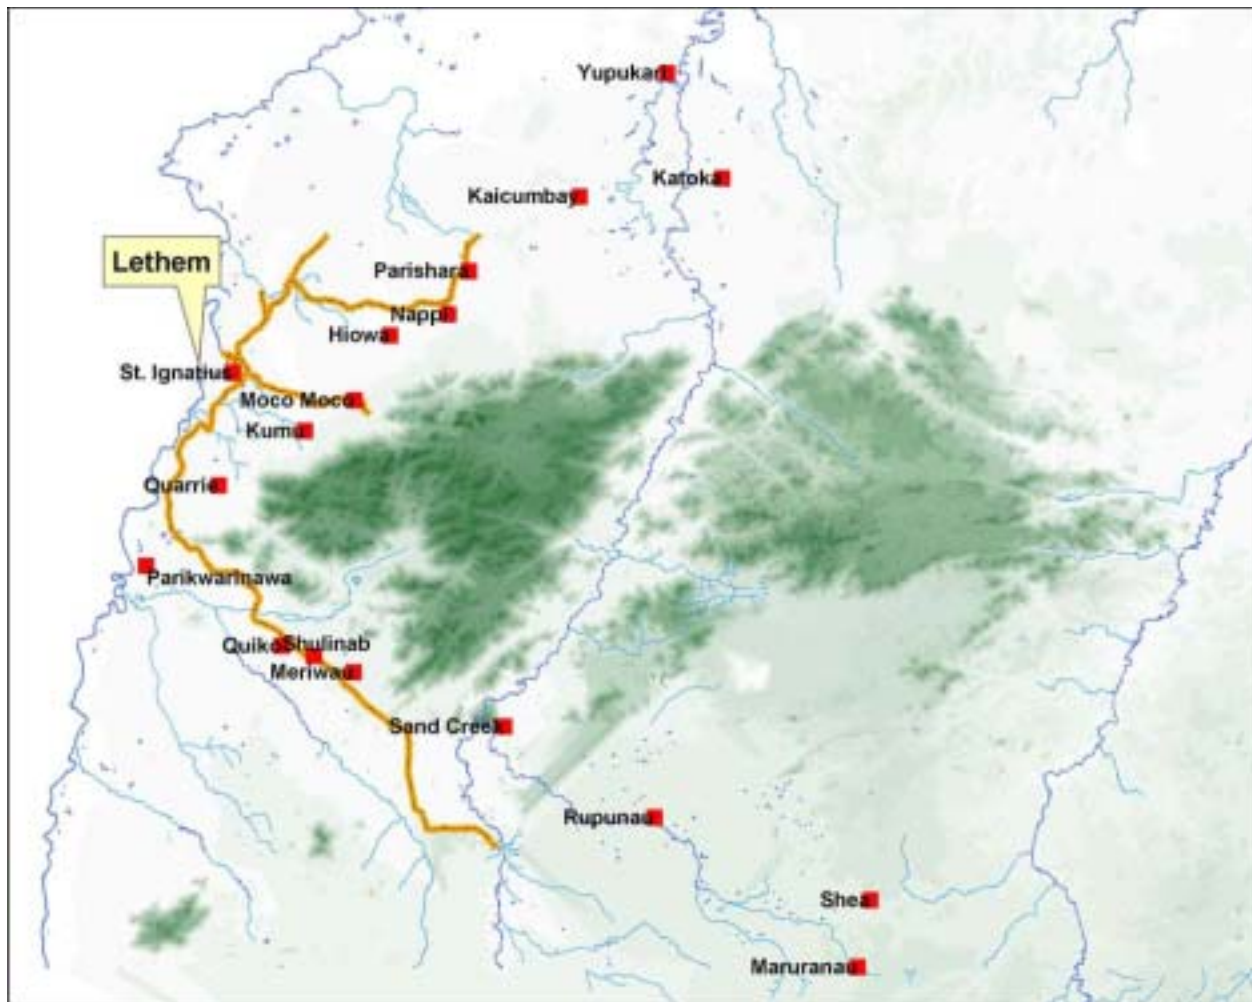 Yupukari
Katoka
Kaicumbay
Lethem
Parishara
Nappi
Hiowa
St. Ignatius
Moco Moco
Kumu
Quarrie
Parikwarinawa
Quiko
Shulinab
Meriwau
Sand Creek
Rupunau
Shea
Maruranau